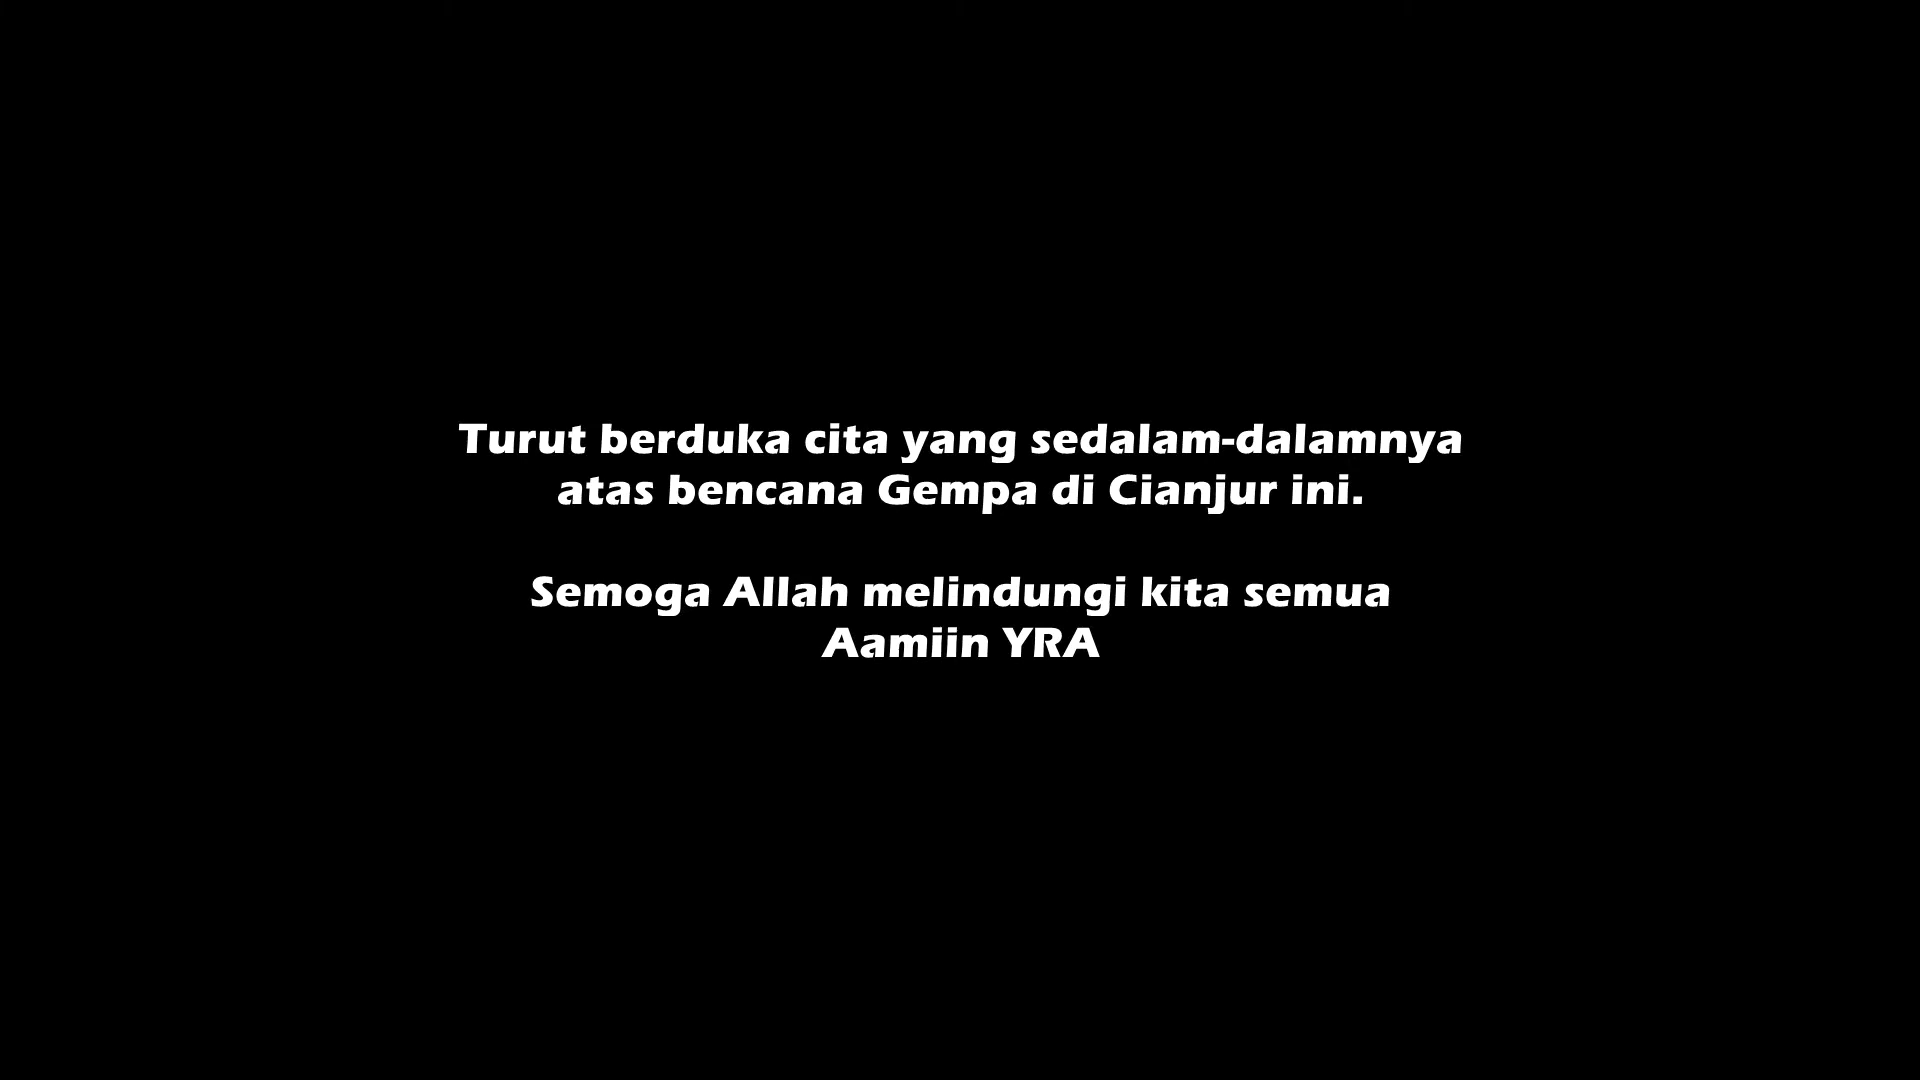 Turut berduka cita yang sedalam-dalamnya
atas bencana Gempa di Cianjur ini.
Semoga Allah melindungi kita semua
Aamiin YRA